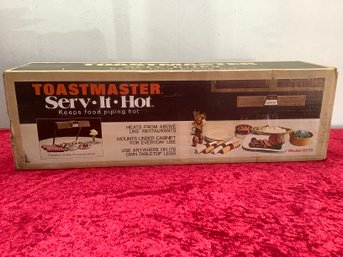 TOASTMASTER
TOASTMASTER
Serv·It·Hot
Keeps food piping hot
HEATS FROM ABOVE
LIKE RESTAURANTS
MOUNTS UNDER CABINET
FOR EVERYDAY USE
USE ANYWHERE ON ITS
OWN TABLETOP LEGS